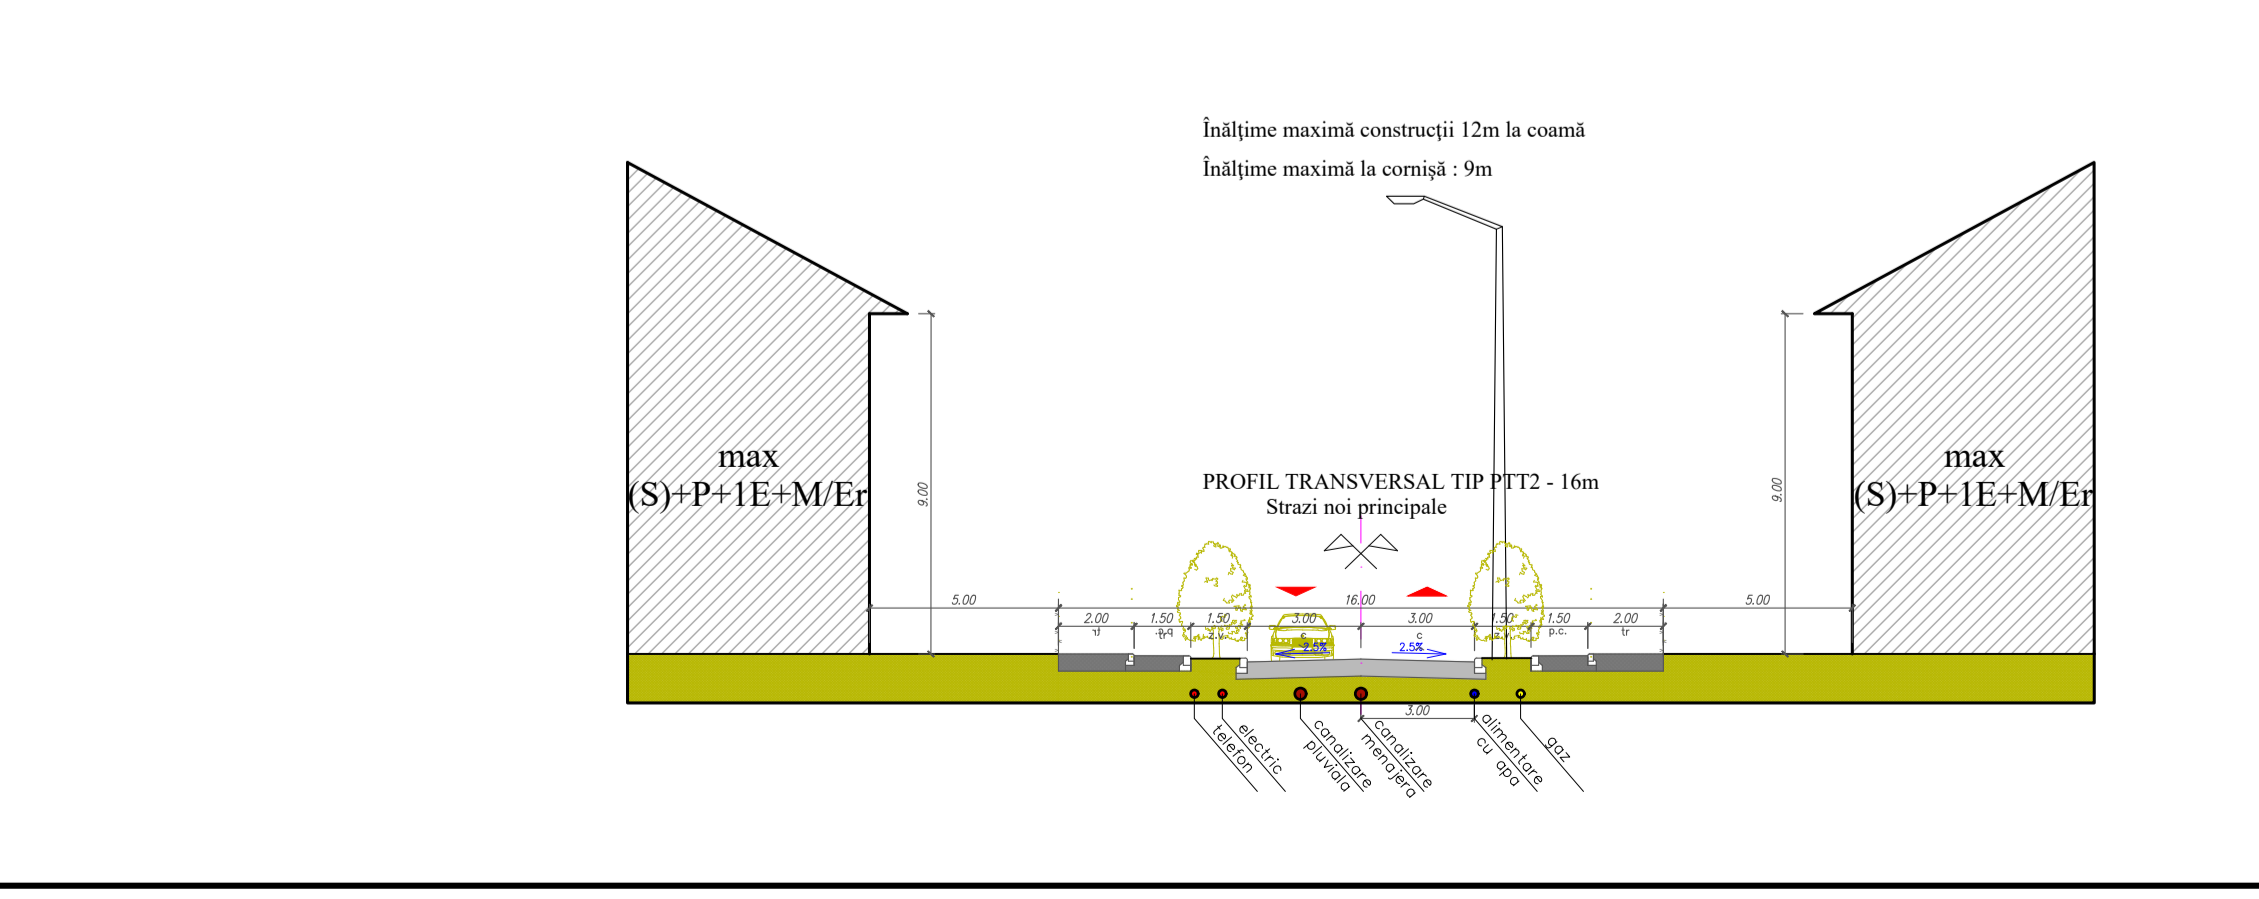 Înălţime maximă construcţii 12m la coamă
Înălţime maximă la cornişă : 9m
max
(S)+P+1E+M/Er
max
(S)+P+1E+M/Er
9.00
9.00
PROFIL TRANSVERSAL TIP PTT2 - 16m
Strazi noi principale
5.00
16.00
5.00
2.00
1.50
1.50
3.00
3.00
1.50
1.50
2.00
tr
z.v.
c
c
z.v.
p.c.
tr
2.5%
2.5%
3.00
telefon
electric
canalizare
pluviala
canalizare
menajera
alimentare
cu apa
gaz